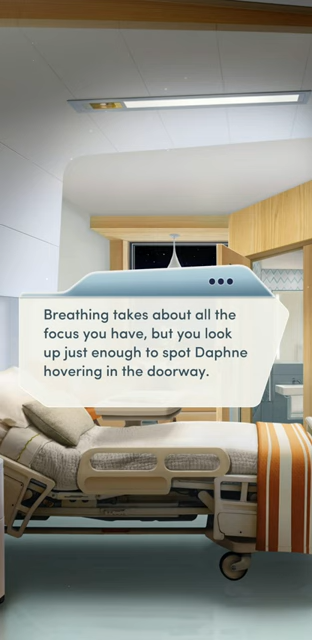 Breathing takes about all the
focus you have, but you look
up just enough to spot Daphne
hovering in the doorway.